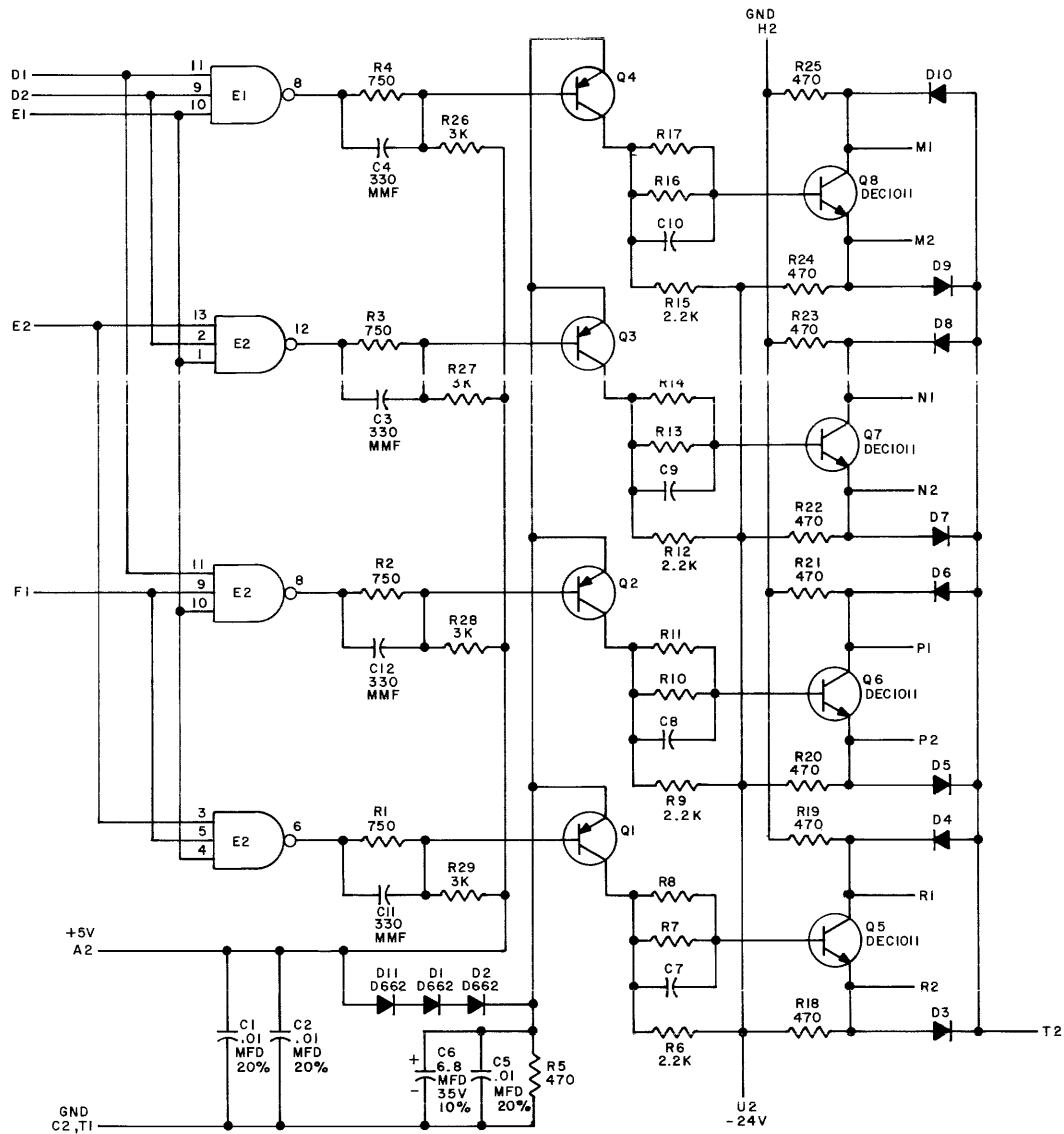 GND
H2
D1
D2
E1
11
9
10
E1
8
R4
750
C4
330
MMF
R26
3K
Q4
R17
R16
C10
R15
2.2K
R25
470
D10
M1
Q8
DEC1011
M2
R24
470
D9
E2
13
2
1
E2
12
R3
750
C3
330
MMF
R27
3K
Q3
R14
R13
C9
R12
2.2K
R23
470
D8
N1
Q7
DEC1011
N2
R22
470
D7
F1
11
9
10
E2
8
R2
750
C12
330
MMF
R28
3K
Q2
R11
R10
C8
R9
2.2K
R21
470
D6
P1
Q6
DEC1011
P2
R20
470
D5
3
5
4
E2
6
R1
750
C11
330
MMF
R29
3K
Q1
R8
R7
C7
R6
2.2K
R19
470
D4
R1
Q5
DEC1011
R2
R18
470
D3
T2
+5V
A2
D11
D662
D1
D662
D2
D662
C1
.01
MFD
20%
C2
.01
MFD
20%
+
C6
6.8
MFD
35V
10%
-
C5
.01
MFD
20%
R5
470
GND
C2,T1
U2
-24V